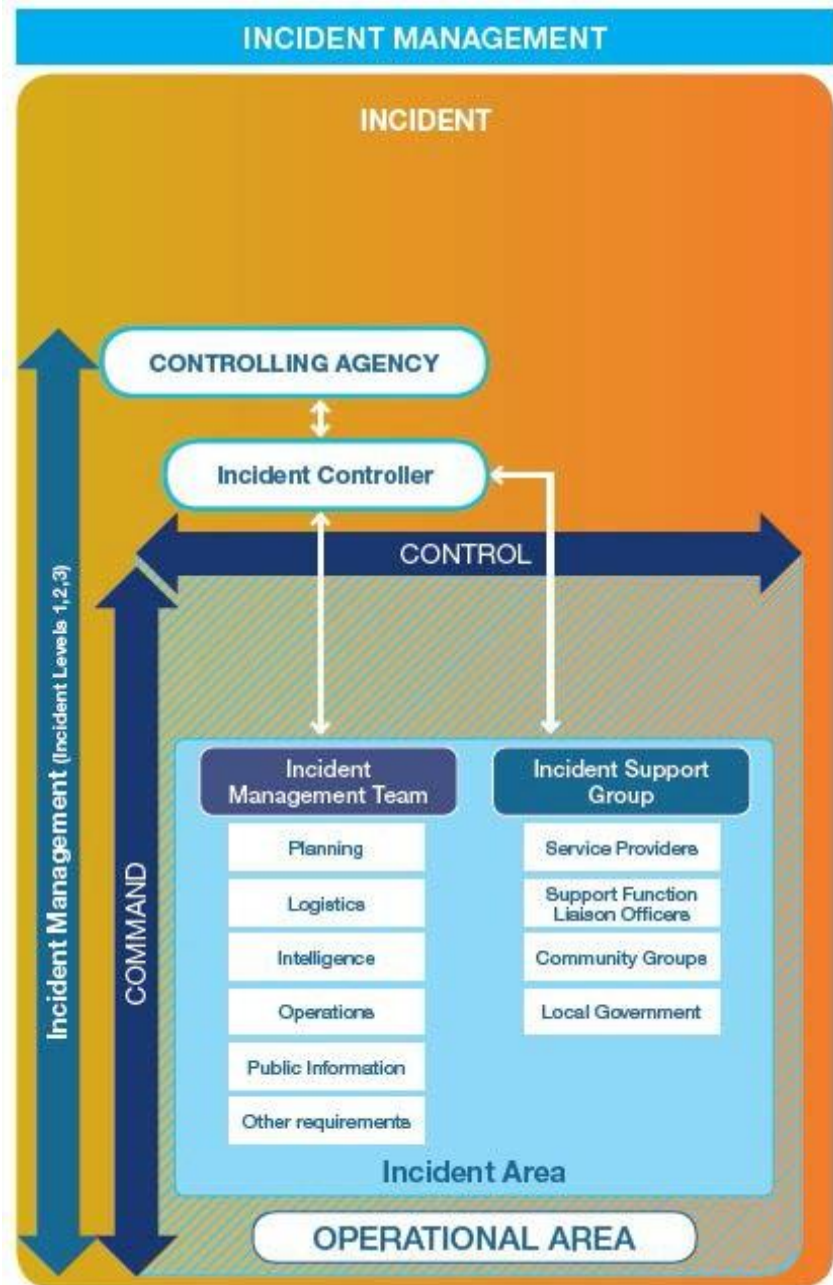 INCIDENT MANAGEMENT
INCIDENT
CONTROLLING AGENCY
Incident Controller
CONTROL
Incident Management (Incident Levels 1,2,3)
COMMAND
Incident
Management Team
Planning
Logistics
Intelligence
Operations
Public Information
Other requirements
Incident Support
Group
Service Providers
Support Function
Liaison Officers
Community Groups
Local Government
Incident Area
OPERATIONAL AREA